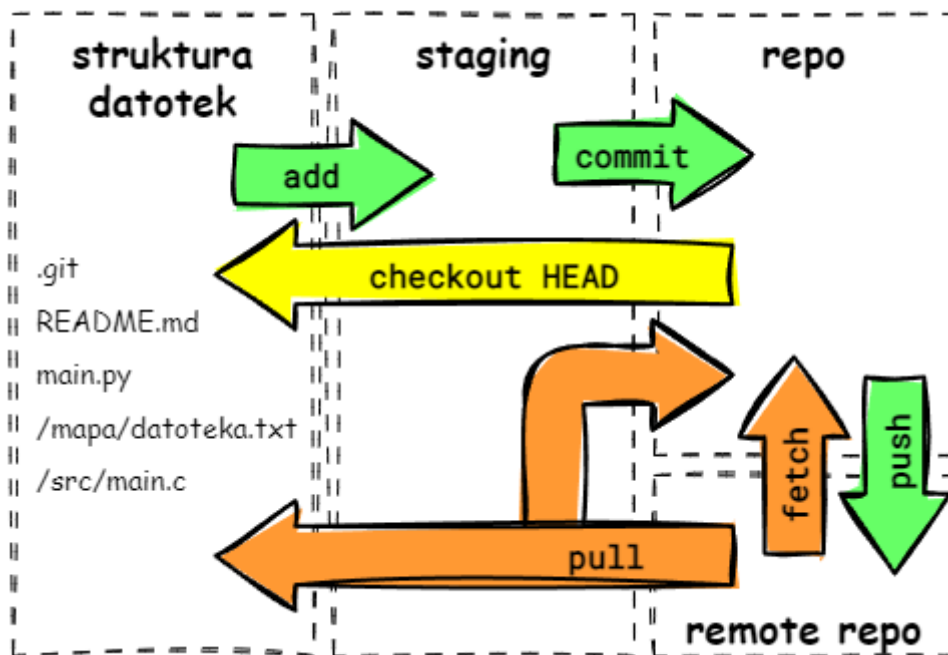 struktura
datotek
staging
repo
add
commit
checkout HEAD
.git
README.md
main.py
/mapa/datoteka.txt
/src/main.c
fetch
push
pull
remote repo